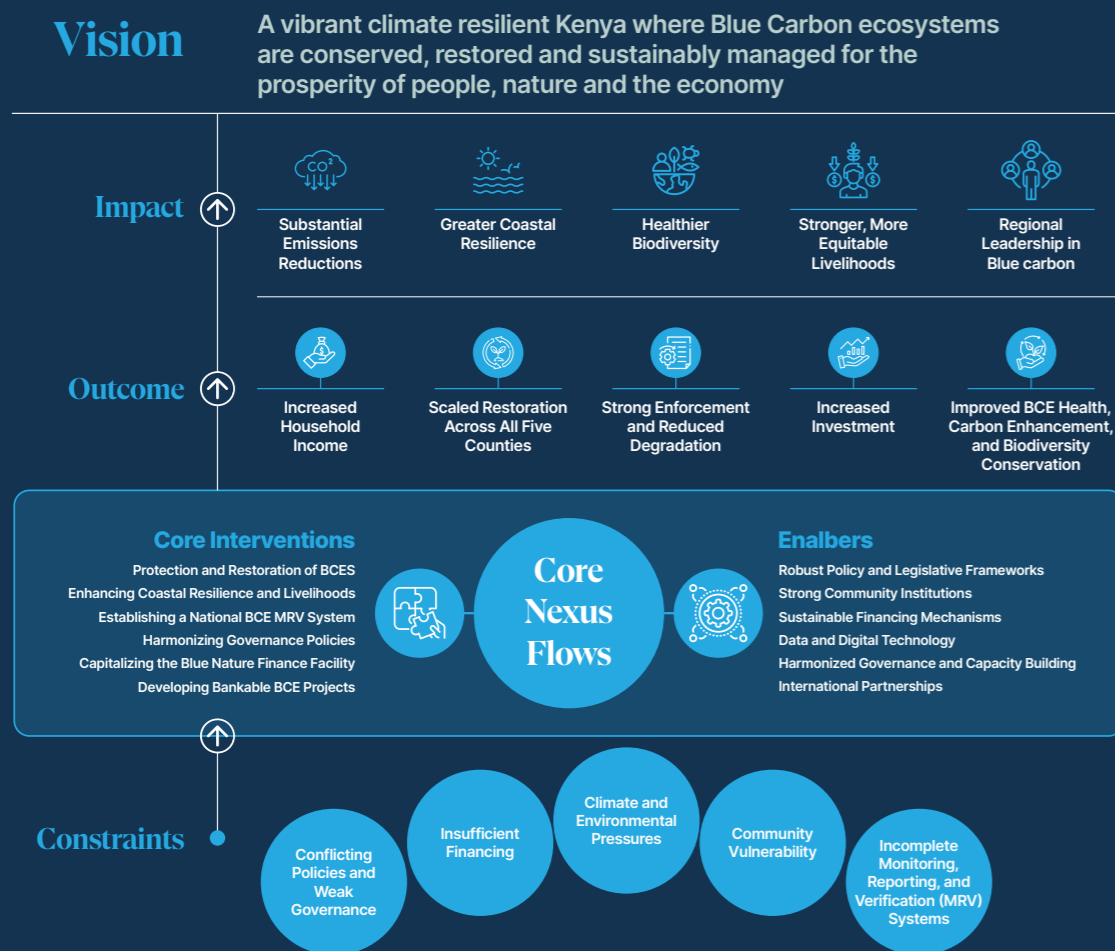 Vision
A vibrant climate resilient Kenya where Blue Carbon ecosystems
are conserved, restored and sustainably managed for the
prosperity of people, nature and the economy
Impact
CO²
Substantial
Emissions
Reductions
Greater Coastal
Resilience
Healthier
Biodiversity
Stronger, More
Equitable
Livelihoods
Regional
Leadership in
Blue carbon
Outcome
Increased
Household
Income
Scaled Restoration
Across All Five
Counties
Strong Enforcement
and Reduced
Degradation
Increased
Investment
Improved BCE Health,
Carbon Enhancement,
and Biodiversity
Conservation
Core Interventions
Protection and Restoration of BCES
Enhancing Coastal Resilience and Livelihoods
Establishing a National BCE MRV System
Harmonizing Governance Policies
Capitalizing the Blue Nature Finance Facility
Developing Bankable BCE Projects
Core
Nexus
Flows
Enalbers
Robust Policy and Legislative Frameworks
Strong Community Institutions
Sustainable Financing Mechanisms
Data and Digital Technology
Harmonized Governance and Capacity Building
International Partnerships
Constraints
Conflicting
Policies and
Weak
Governance
Insufficient
Financing
Climate and
Environmental
Pressures
Community
Vulnerability
Incomplete
Monitoring,
Reporting, and
Verification (MRV)
Systems